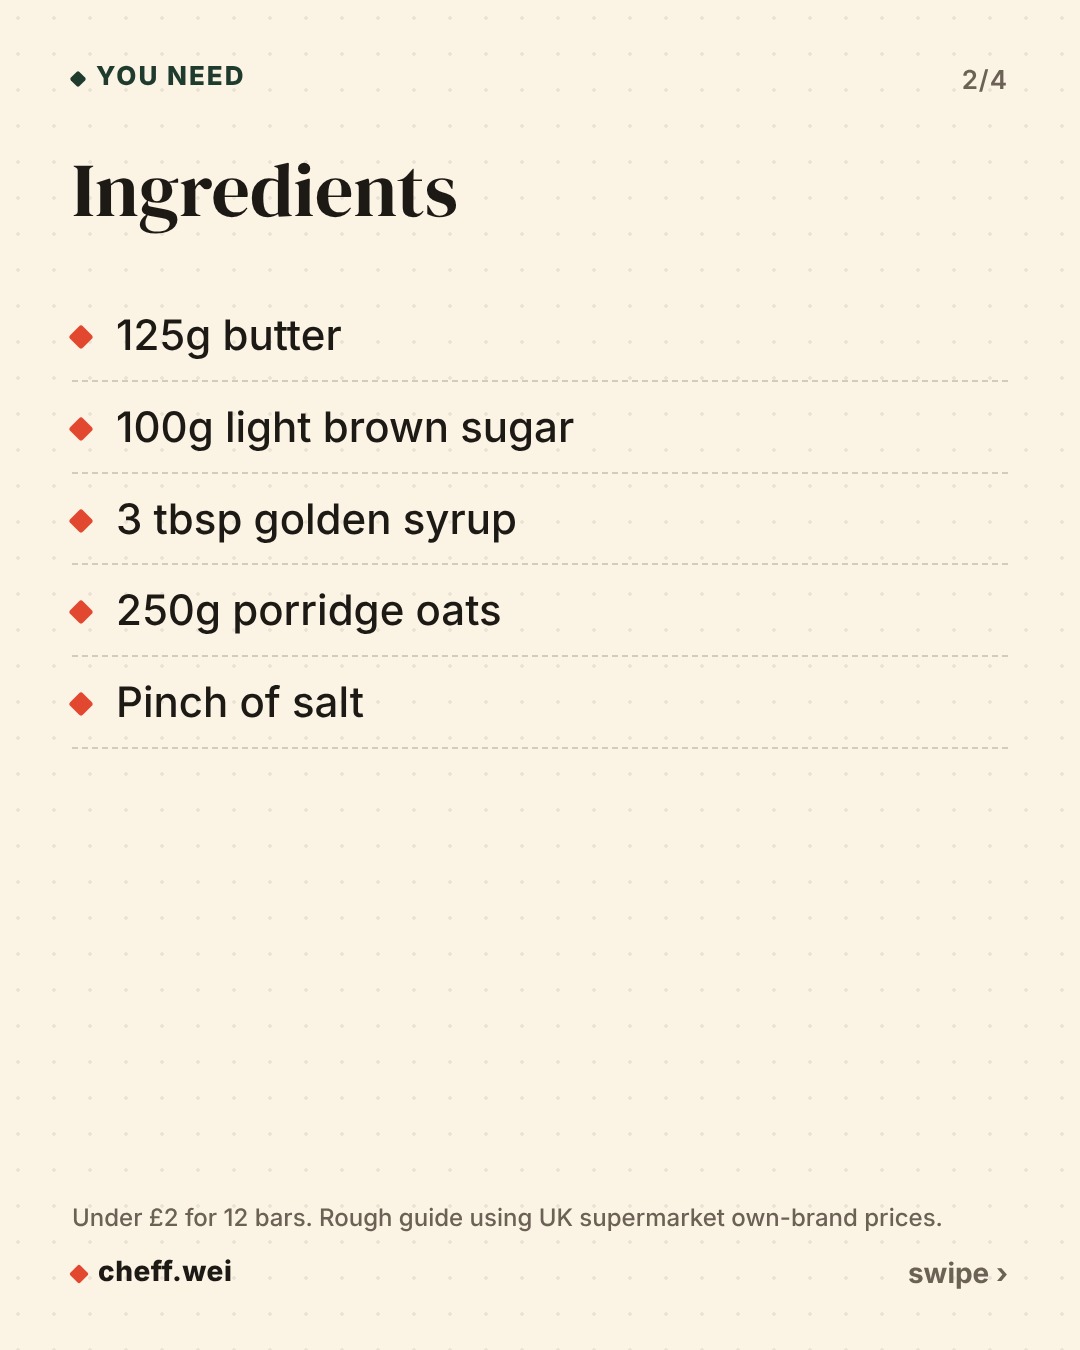 YOU NEED
2/4
Ingredients
125g butter
100g light brown sugar
3 tbsp golden syrup
250g porridge oats
Pinch of salt
Under £2 for 12 bars. Rough guide using UK supermarket own-brand prices.
cheff.wei
swipe ›